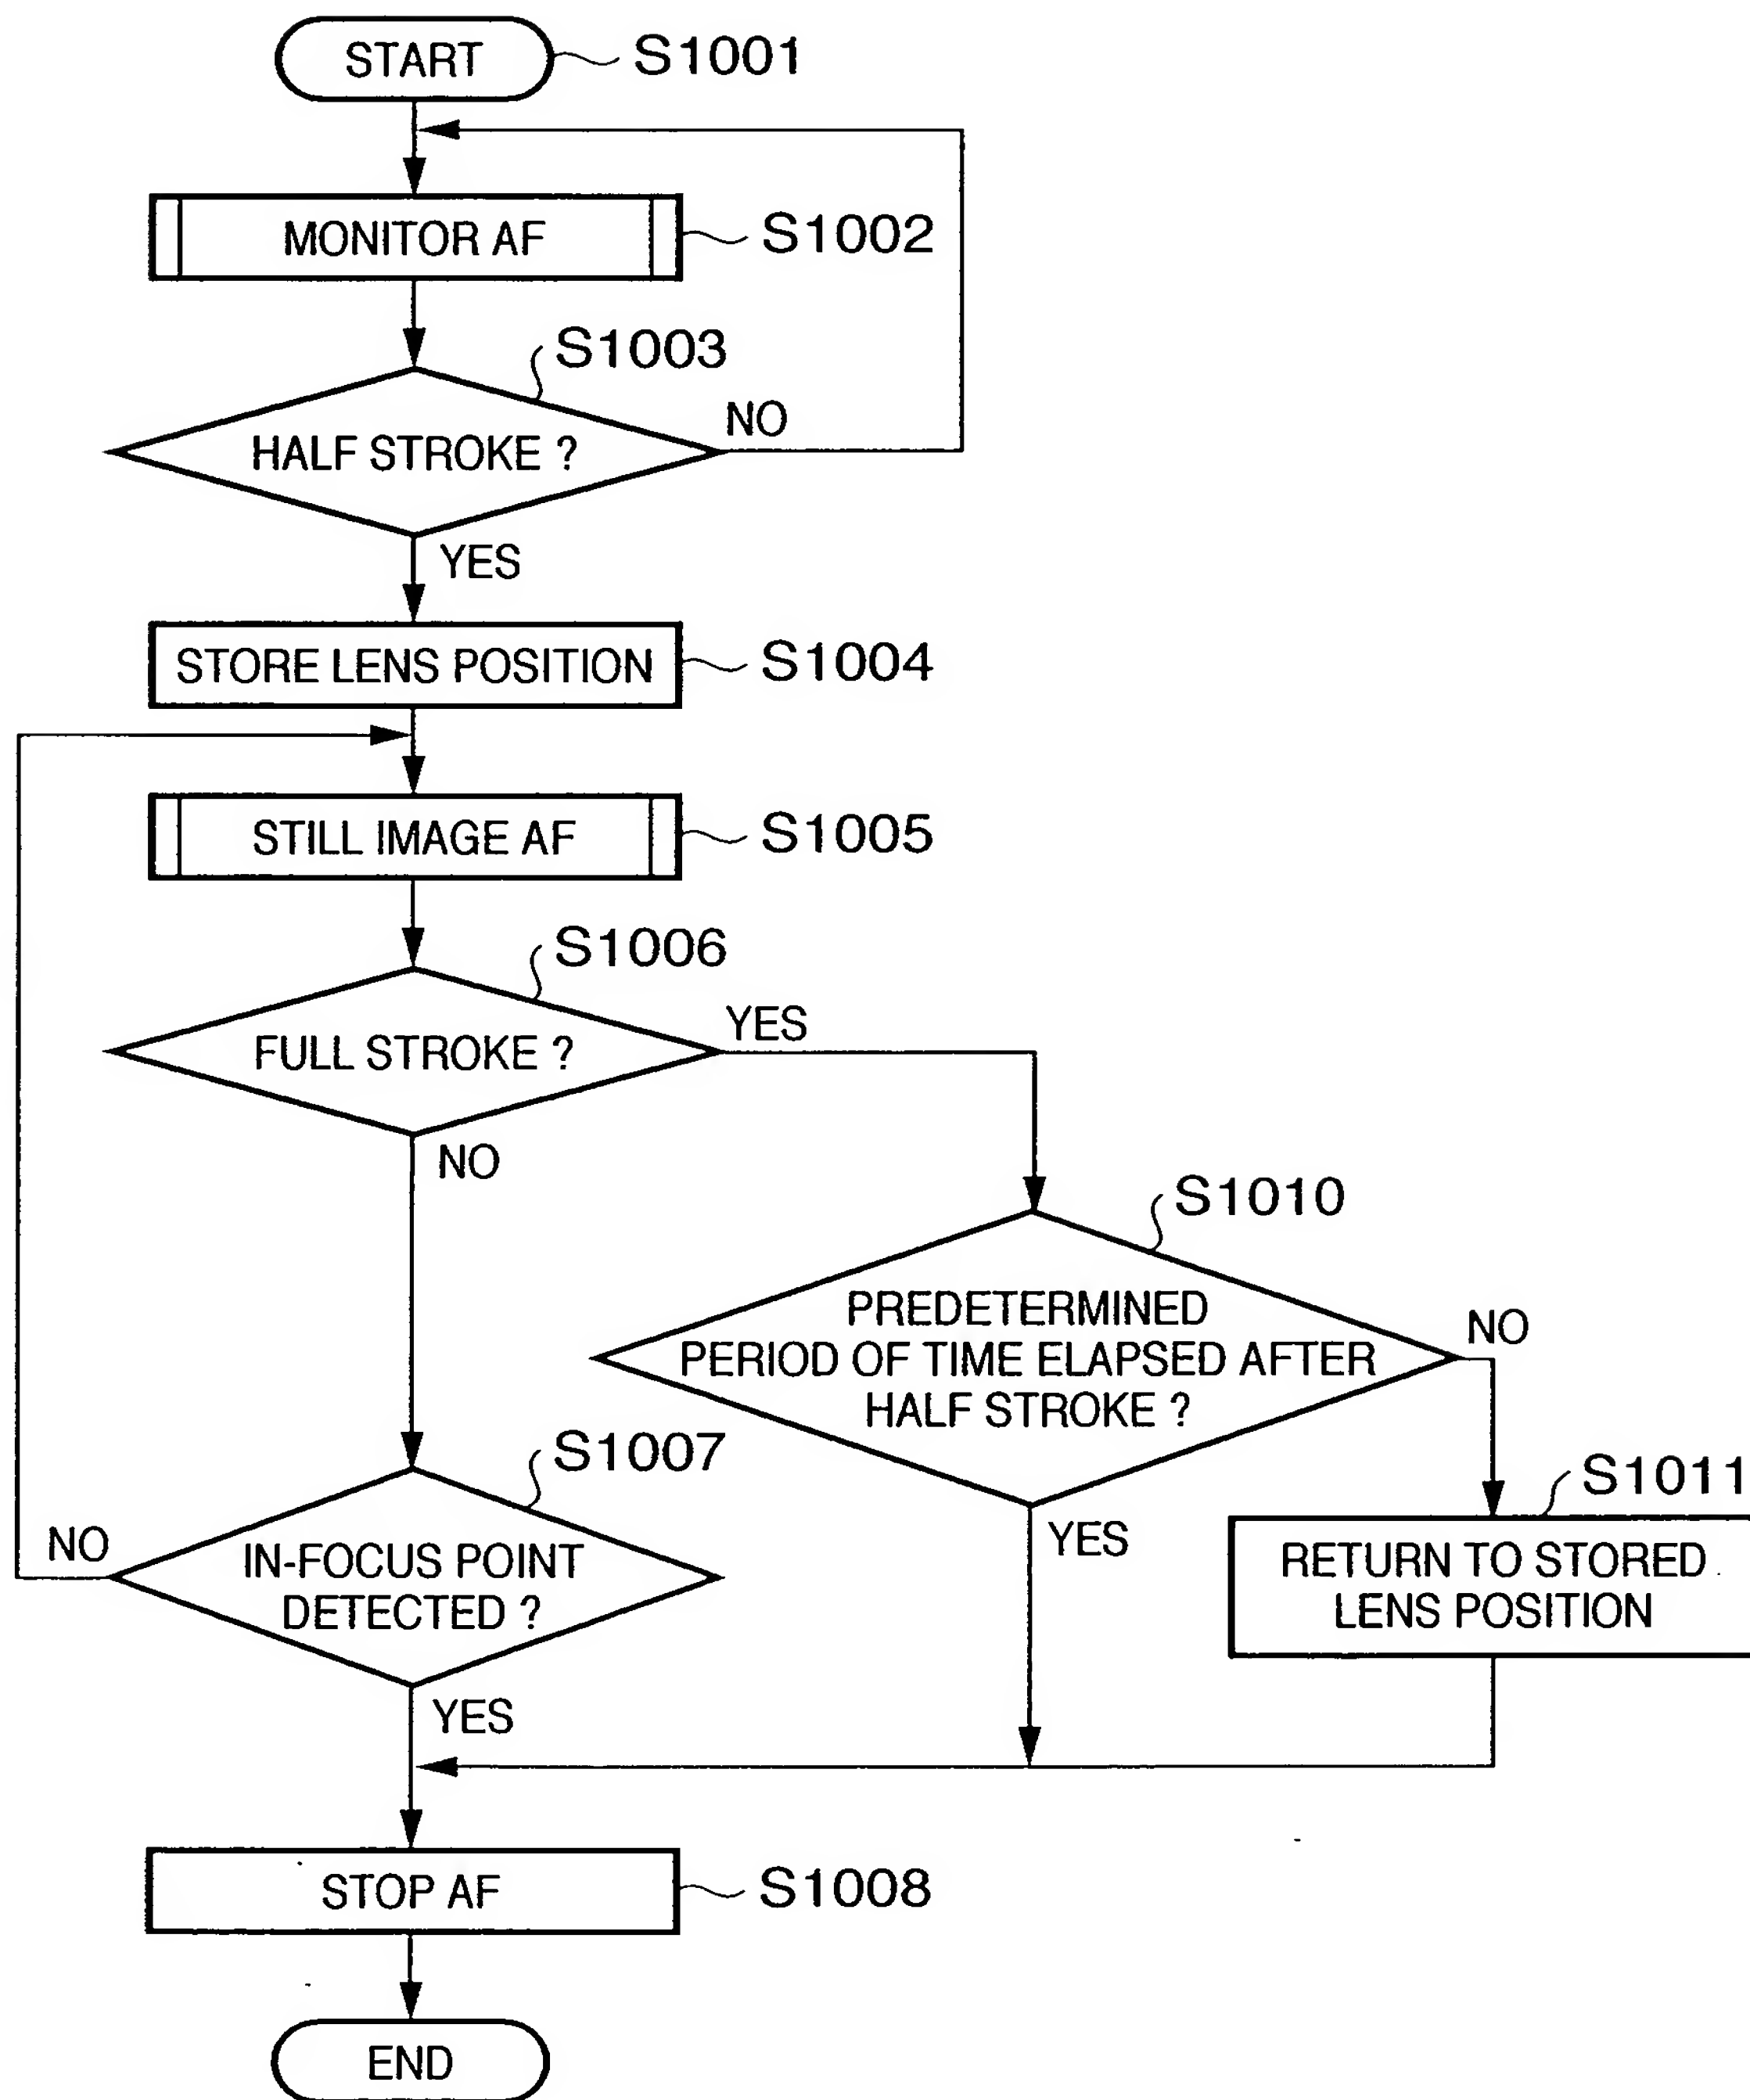 START
S1001
MONITOR AF
S1002
S1003
NO
HALF STROKE ?
YES
STORE LENS POSITION
S1004
STILL IMAGE AF
S1005
S1006
YES
FULL STROKE ?
NO
S1010
PREDETERMINED
PERIOD OF TIME ELAPSED AFTER
HALF STROKE ?
NO
S1007
S1011
NO
IN-FOCUS POINT
DETECTED ?
YES
RETURN TO STORED
LENS POSITION
YES
STOP AF
S1008
END